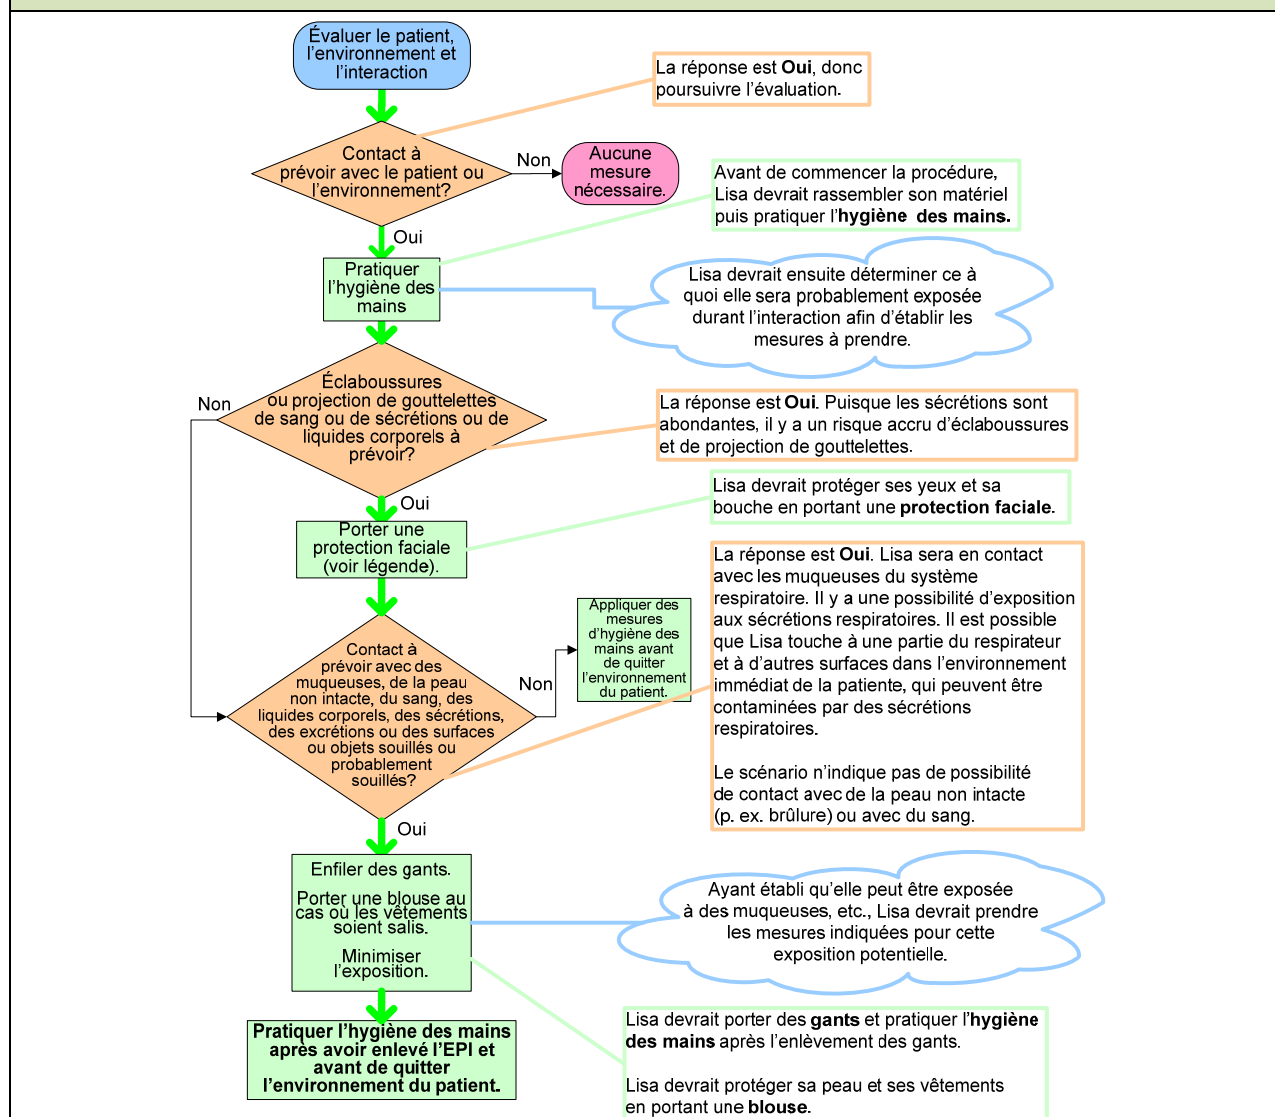 Évaluer le patient,
l’environnement et
l’interaction
La réponse est Oui, donc
poursuivre l’évaluation.
Contact à
prévoir avec le patient ou
l’environnement?
Non
Aucune
mesure
nécessaire.
Avant de commencer la procédure,
Lisa devrait rassembler son matériel
puis pratiquer l’hygiène des mains.
Oui
Pratiquer
l’hygiène des
mains
Lisa devrait ensuite déterminer ce à
quoi elle sera probablement exposée
durant l’interaction afin d’établir les
mesures à prendre.
Éclaboussures
ou projection de gouttelettes
de sang ou de sécrétions ou de
liquides corporels à
prévoir?
Non
La réponse est Oui. Puisque les sécrétions sont
abondantes, il y a un risque accru d’éclaboussures
et de projection de gouttelettes.
Oui
Lisa devrait protéger ses yeux et sa
bouche en portant une protection faciale.
Porter une
protection faciale
(voir légende).
La réponse est Oui. Lisa sera en contact
avec les muqueuses du système
respiratoire. Il y a une possibilité d’exposition
aux sécrétions respiratoires. Il est possible
que Lisa touche à une partie du respirateur
et à d’autres surfaces dans l’environnement
immédiat de la patiente, qui peuvent être
contaminées par des sécrétions
respiratoires.
Le scénario n’indique pas de possibilité
de contact avec de la peau non intacte
(p. ex. brûlure) ou avec du sang.
Appliquer des
mesures
d’hygiène des
mains avant
de quitter
l’environnement
du patient.
Contact à
prévoir avec des
muqueuses, de la peau
non intacte, du sang, des
liquides corporels, des sécrétions,
des excrétions ou des surfaces
ou objets souillés ou
probablement
souillés?
Non
Oui
Enfiler des gants.
Porter une blouse au
cas où les vêtements
soient salis.
Minimiser
l’exposition.
Ayant établi qu’elle peut être exposée
à des muqueuses, etc., Lisa devrait prendre
les mesures indiquées pour cette
exposition potentielle.
Pratiquer l’hygiène des mains
après avoir enlevé l’EPI et
avant de quitter
l’environnement du patient.
Lisa devrait porter des gants et pratiquer l’hygiène
des mains après l’enlèvement des gants.
Lisa devrait protéger sa peau et ses vêtements
en portant une blouse.